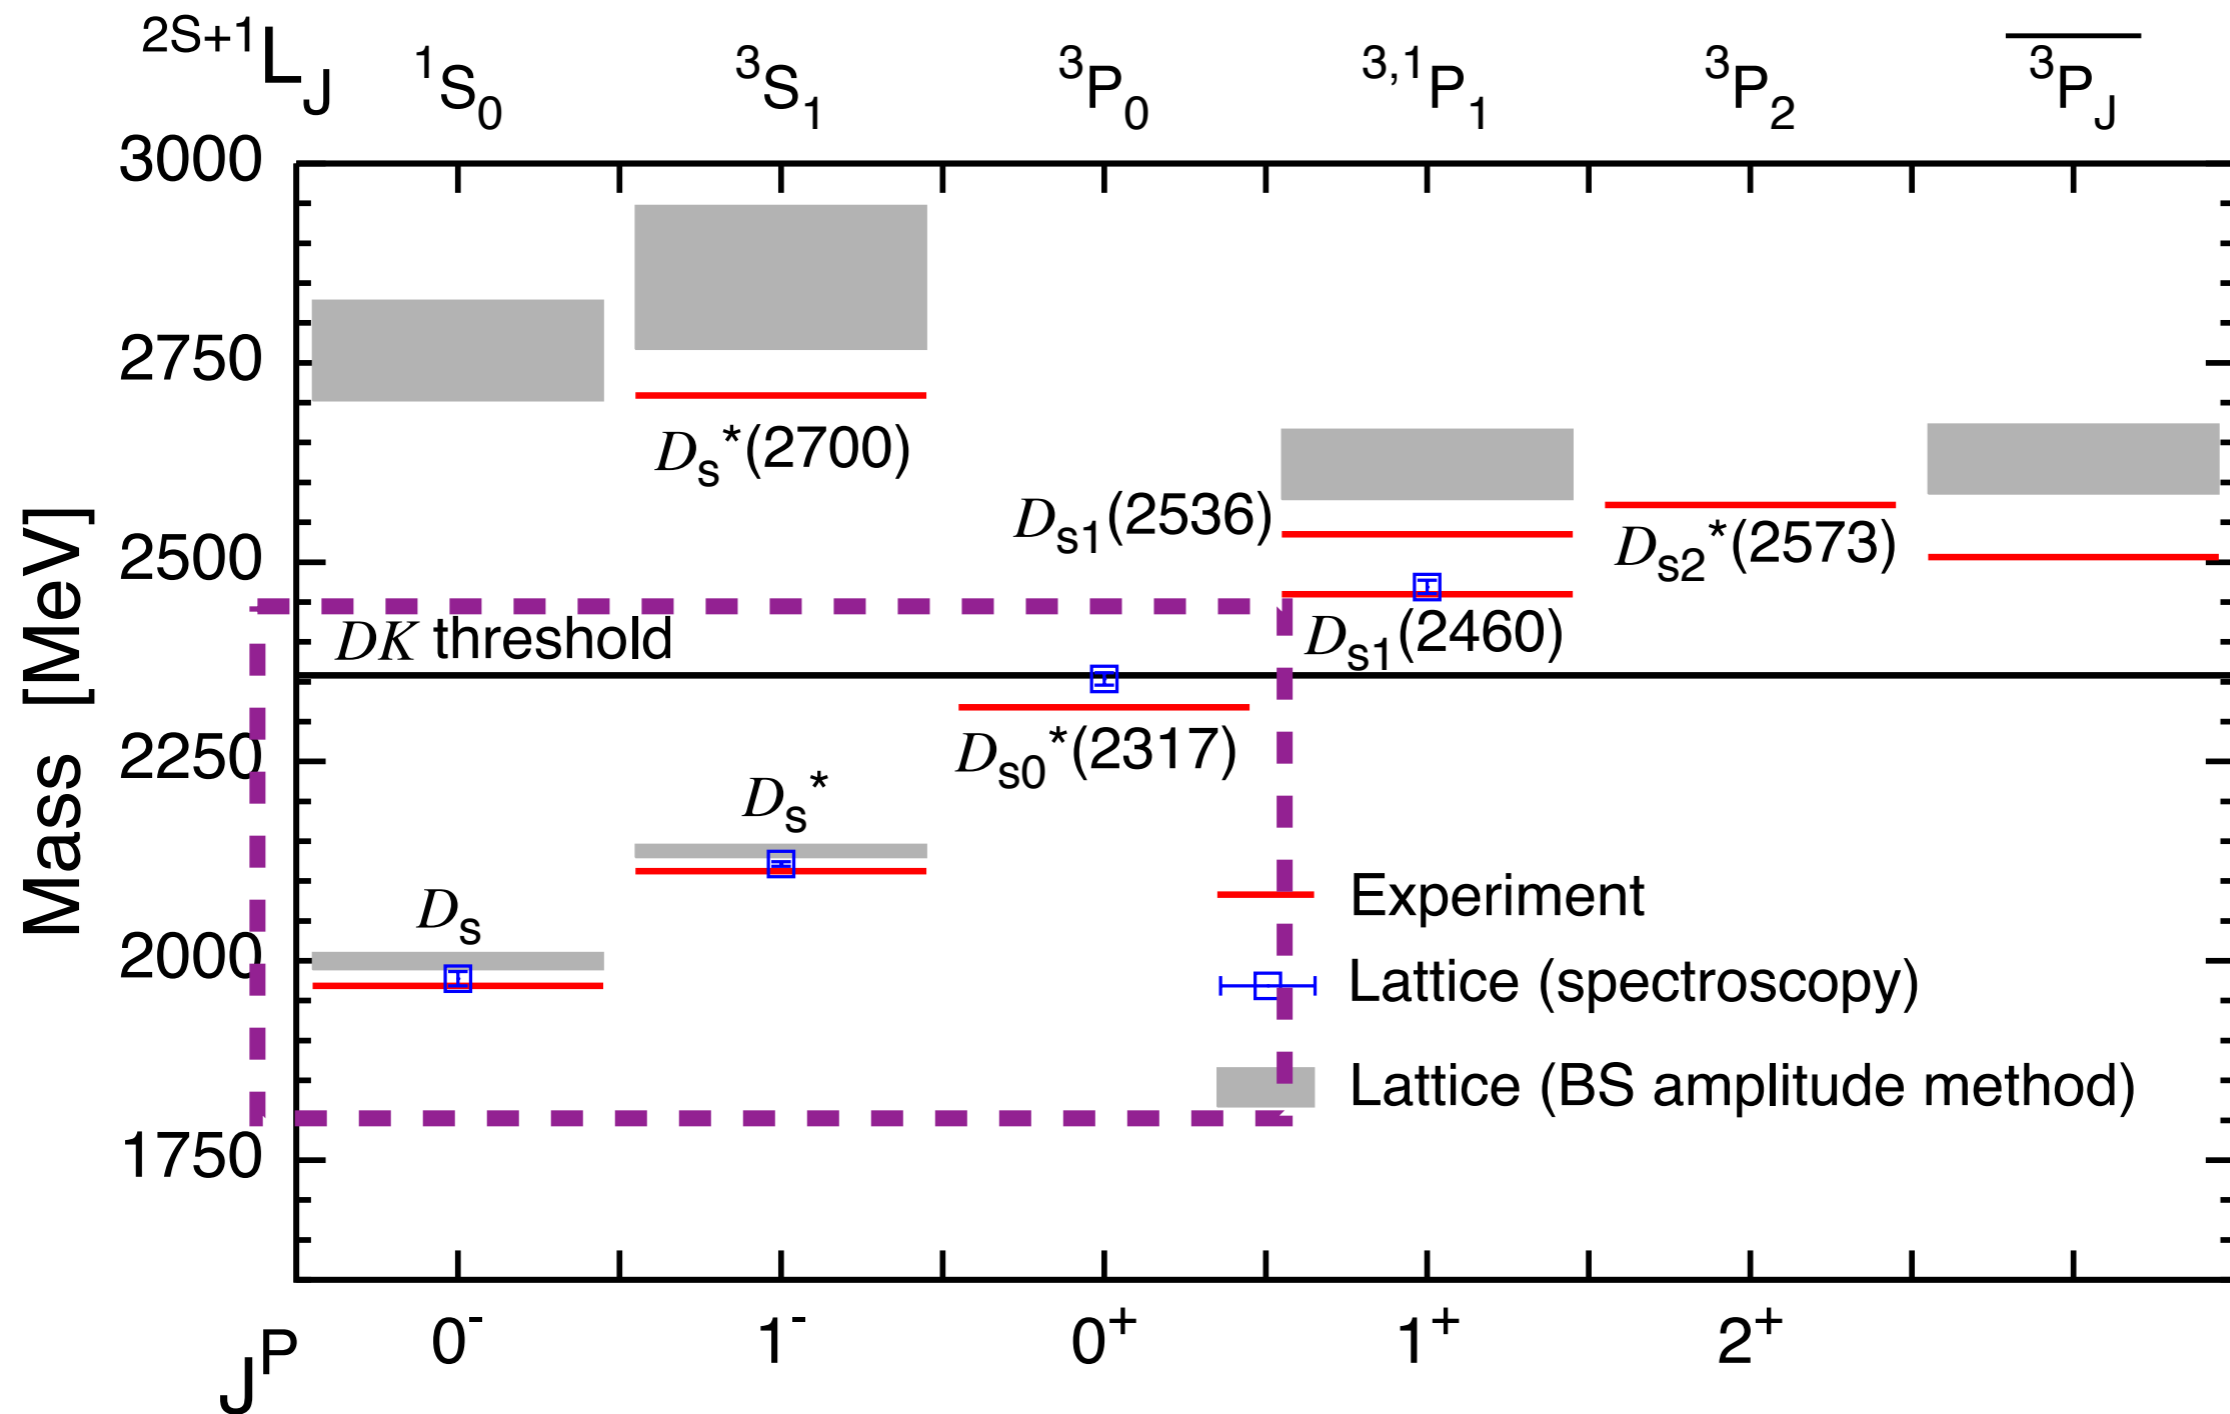 2S+1LJ 1S0 3S1 3P0 3,1P1 3P2 3PJ
3000
2750
2500
2250
2000
1750
Mass [MeV]
Ds*(2700)
Ds1(2536)
Ds2*(2573)
DK threshold
Ds1(2460)
Ds0*(2317)
Ds*
Ds
Experiment
Lattice (spectroscopy)
Lattice (BS amplitude method)
JP 0- 1- 0+ 1+ 2+